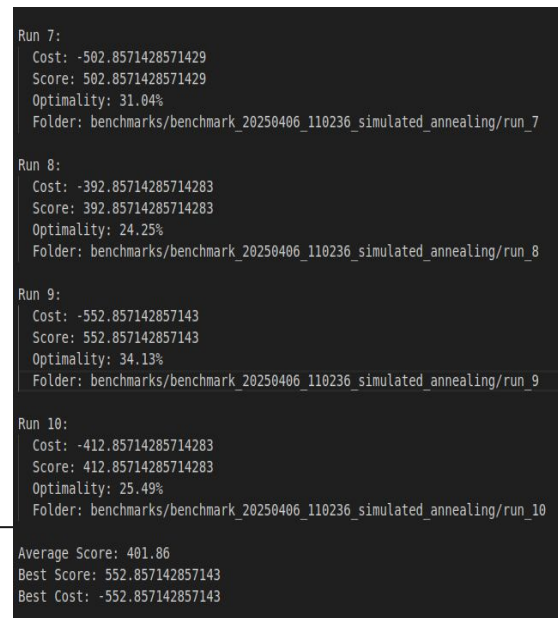 Run 7:
Cost: -502.8571428571429
Score: 502.8571428571429
Optimality: 31.04%
Folder: benchmarks/benchmark_20250406_110236_simulated_annealing/run_7
Run 8:
Cost: -392.85714285714283
Score: 392.85714285714283
Optimality: 24.25%
Folder: benchmarks/benchmark_20250406_110236_simulated_annealing/run_8
Run 9:
Cost: -552.857142857143
Score: 552.857142857143
Optimality: 34.13%
Folder: benchmarks/benchmark_20250406_110236_simulated_annealing/run_9
Run 10:
Cost: -412.85714285714283
Score: 412.85714285714283
Optimality: 25.49%
Folder: benchmarks/benchmark_20250406_110236_simulated_annealing/run_10
Average Score: 401.86
Best Score: 552.857142857143
Best Cost: -552.857142857143